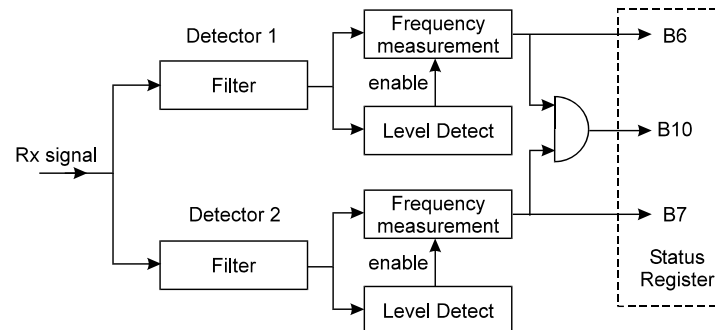 Detector 1
Filter
Frequency
measurement
enable
Level Detect
B6
B10
Rx signal
Detector 2
Filter
Frequency
measurement
enable
Level Detect
B7
Status
Register